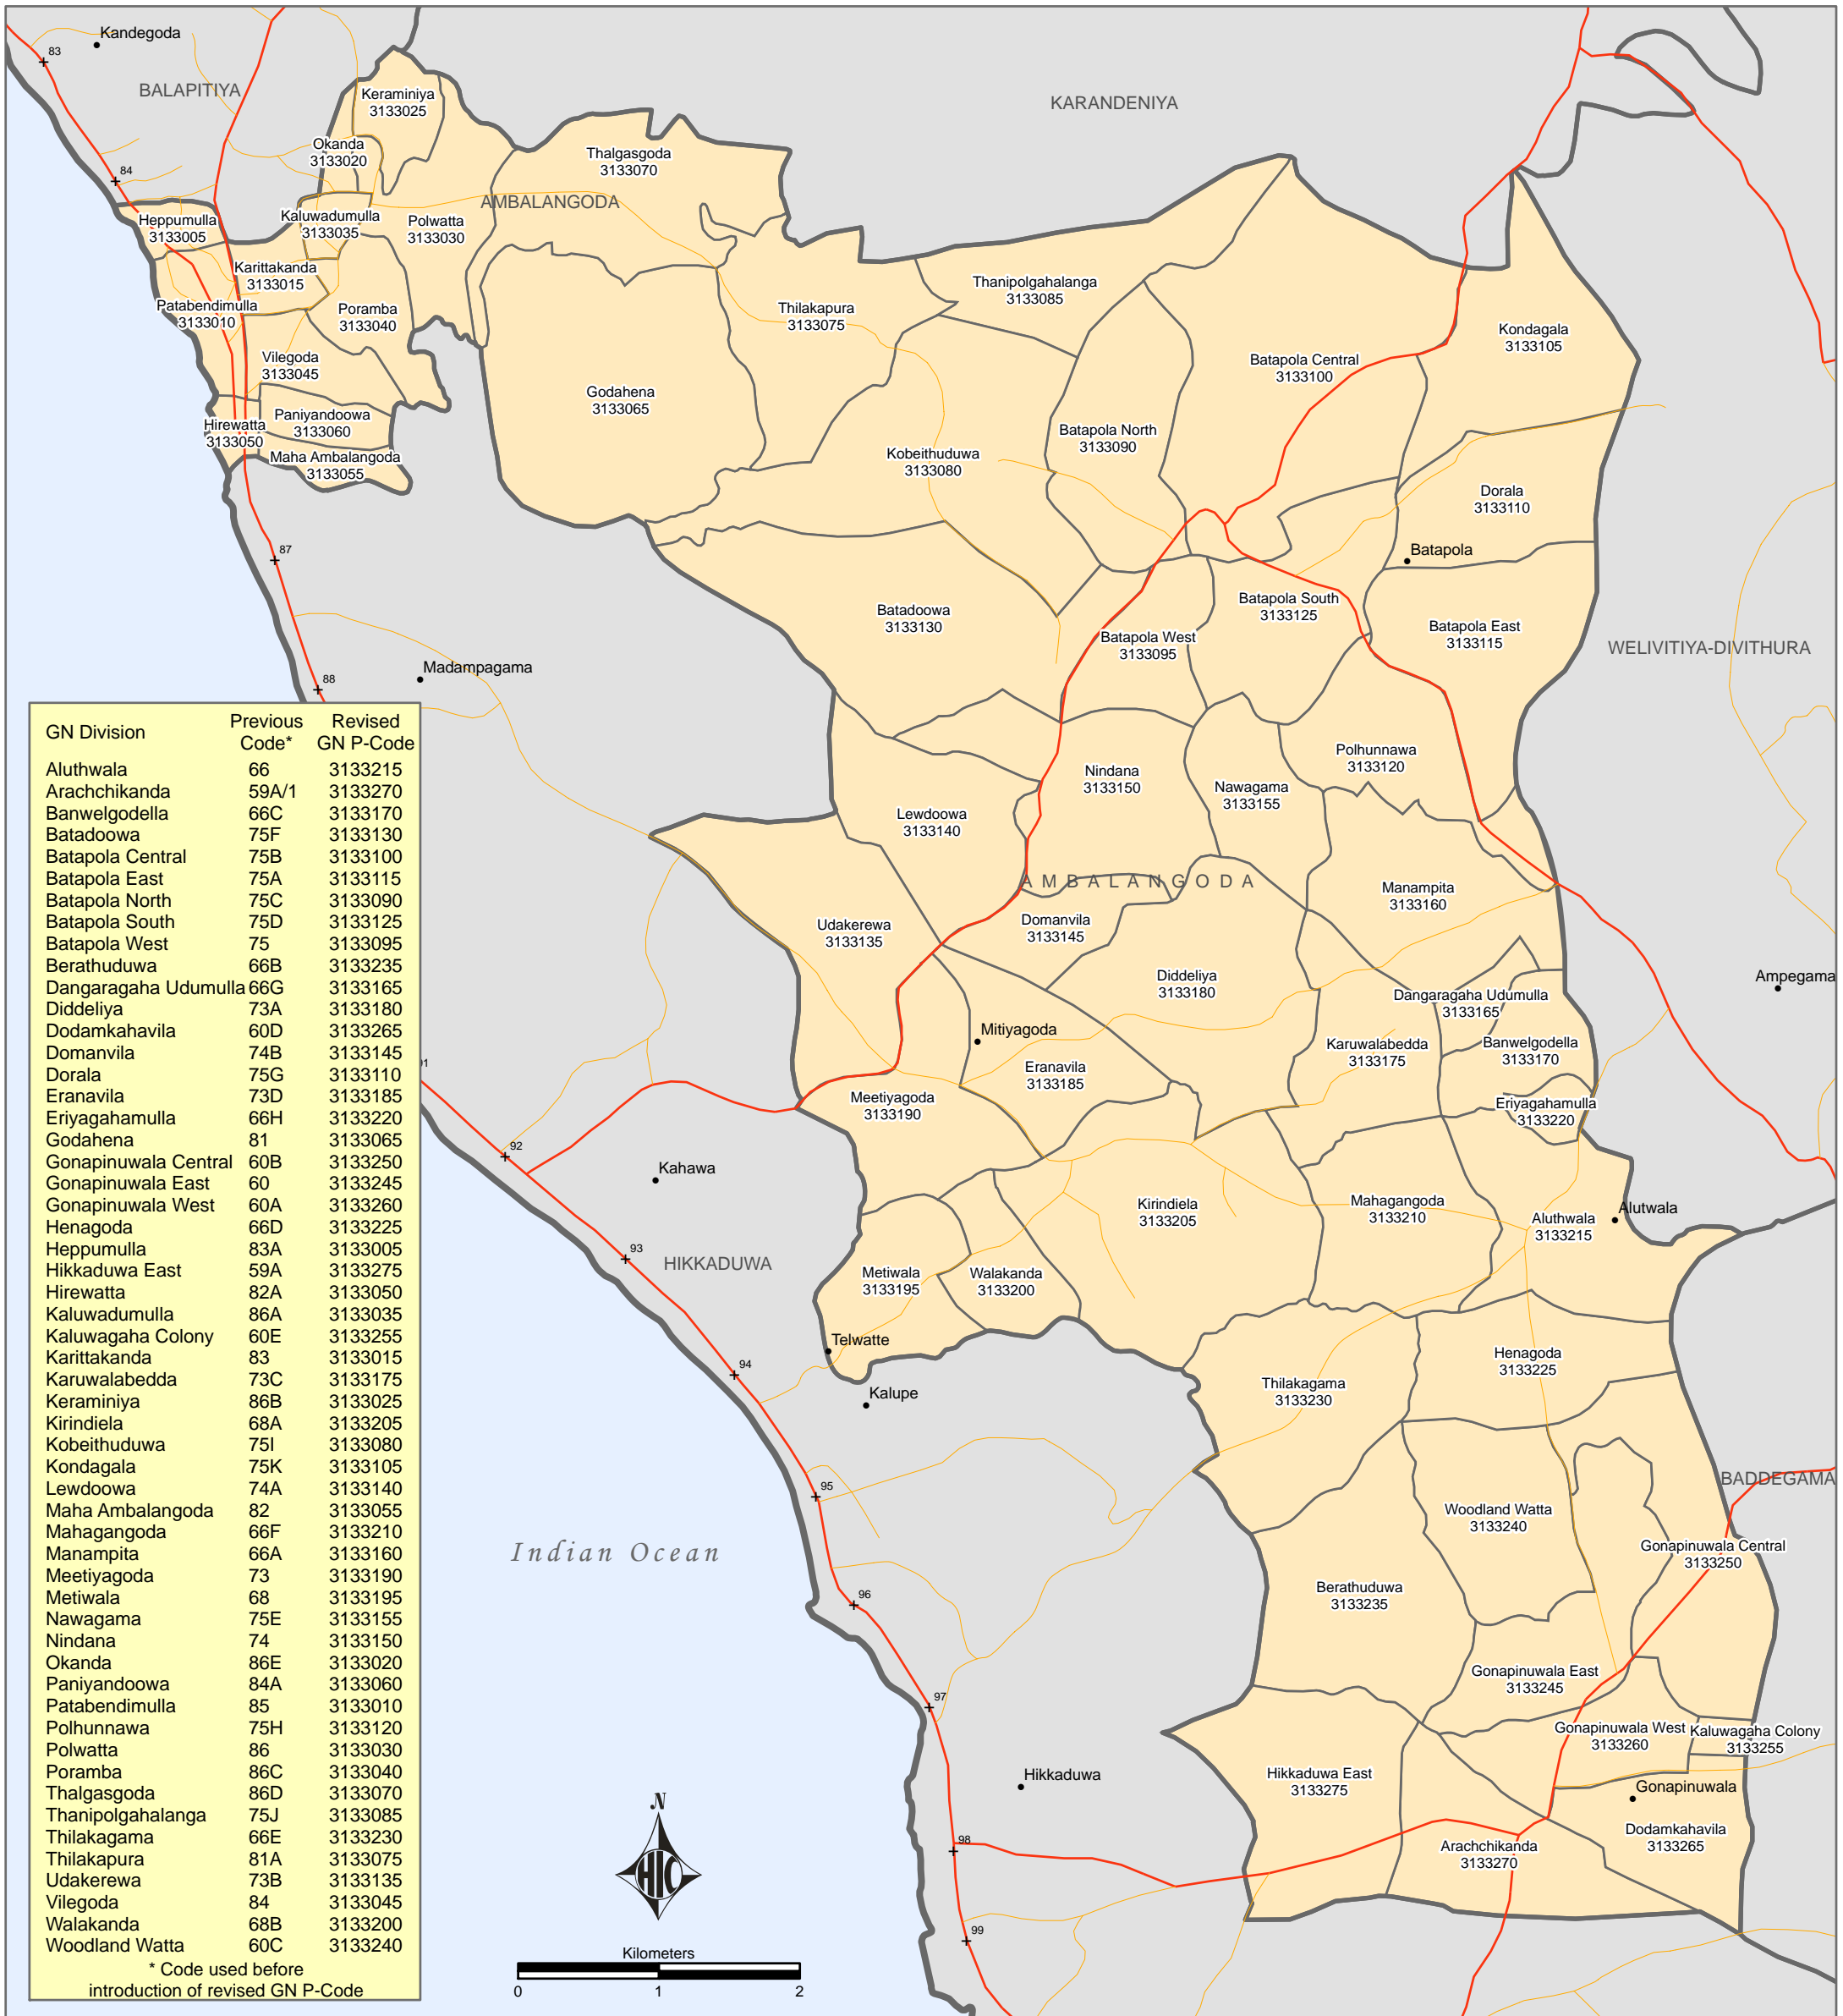 83
Kandegoda
BALAPITIYA
84
KARANDENIYA
Keraminiya
3133025
Okanda
3133020
Thalgasgoda
3133070
AMBALANGODA
Heppumulla
3133005
Kaluwadumulla
3133035
Polwatta
3133030
Karittakanda
3133015
Patabendimulla
3133010
Poramba
3133040
Thilakapura
3133075
Thanipolgahalanga
3133085
Kondagala
3133105
Batapola Central
3133100
Vilegoda
3133045
Godahena
3133065
Paniyandoowa
3133060
Hirewatta
3133050
Maha Ambalangoda
3133055
Batapola North
3133090
Kobeithuduwa
3133080
Dorala
3133110
87
Batapola
Batadoowa
3133130
Batapola South
3133125
Batapola West
3133095
Batapola East
3133115
WELIVITIYA-DIVITHURA
Madampagama
88
Polhunnawa
3133120
Nindana
3133150
Nawagama
3133155
Lewdoowa
3133140
AMBALANGODA
Manampita
3133160
Udakerewa
3133135
Domanvila
3133145
Diddeliya
3133180
Ampegama
Dangaragaha Udumulla
3133165
Mitiyagoda
Karuwalabedda
3133175
Banwelgodella
3133170
Eranavila
3133185
Meetiyagoda
3133190
Eriyagahamulla
3133220
91
92
Kahawa
Kirindiela
3133205
Mahagangoda
3133210
Aluthwala
3133215
Alutwala
93
HIKKADUWA
Metiwala
3133195
Walakanda
3133200
Telwatte
94
Kalupe
Henagoda
3133225
Thilakagama
3133230
95
BADDEGAMA
Woodland Watta
3133240
Indian Ocean
Gonapinuwala Central
3133250
96
Berathuduwa
3133235
Gonapinuwala East
3133245
97
Gonapinuwala West
3133260
Kaluwagaha Colony
3133255
Hikkaduwa
Hikkaduwa East
3133275
Gonapinuwala
Dodamkahavila
3133265
98
Arachchikanda
3133270
99
GN Division Previous Code* Revised GN P-Code
Aluthwala 66 3133215
Arachchikanda 59A/1 3133270
Banwelgodella 66C 3133170
Batadoowa 75F 3133130
Batapola Central 75B 3133100
Batapola East 75A 3133115
Batapola North 75C 3133090
Batapola South 75D 3133125
Batapola West 75 3133095
Berathuduwa 66B 3133235
Dangaragaha Udumulla 66G 3133165
Diddeliya 73A 3133180
Dodamkahavila 60D 3133265
Domanvila 74B 3133145
Dorala 75G 3133110
Eranavila 73D 3133185
Eriyagahamulla 66H 3133220
Godahena 81 3133065
Gonapinuwala Central 60B 3133250
Gonapinuwala East 60 3133245
Gonapinuwala West 60A 3133260
Henagoda 66D 3133225
Heppumulla 83A 3133005
Hikkaduwa East 59A 3133275
Hirewatta 82A 3133050
Kaluwadumulla 86A 3133035
Kaluwagaha Colony 60E 3133255
Karittakanda 83 3133015
Karuwalabedda 73C 3133175
Keraminiya 86B 3133025
Kirindiela 68A 3133205
Kobeithuduwa 75I 3133080
Kondagala 75K 3133105
Lewdoowa 74A 3133140
Maha Ambalangoda 82 3133055
Mahagangoda 66F 3133210
Manampita 66A 3133160
Meetiyagoda 73 3133190
Metiwala 68 3133195
Nawagama 75E 3133155
Nindana 74 3133150
Okanda 86E 3133020
Paniyandoowa 84A 3133060
Patabendimulla 85 3133010
Polhunnawa 75H 3133120
Polwatta 86 3133030
Poramba 86C 3133040
Thalgasgoda 86D 3133070
Thanipolgahalanga 75J 3133085
Thilakagama 66E 3133230
Thilakapura 81A 3133075
Udakerewa 73B 3133135
Vilegoda 84 3133045
Walakanda 68B 3133200
Woodland Watta 60C 3133240
* Code used before
introduction of revised GN P-Code
N
HIC
Kilometers
0 1 2